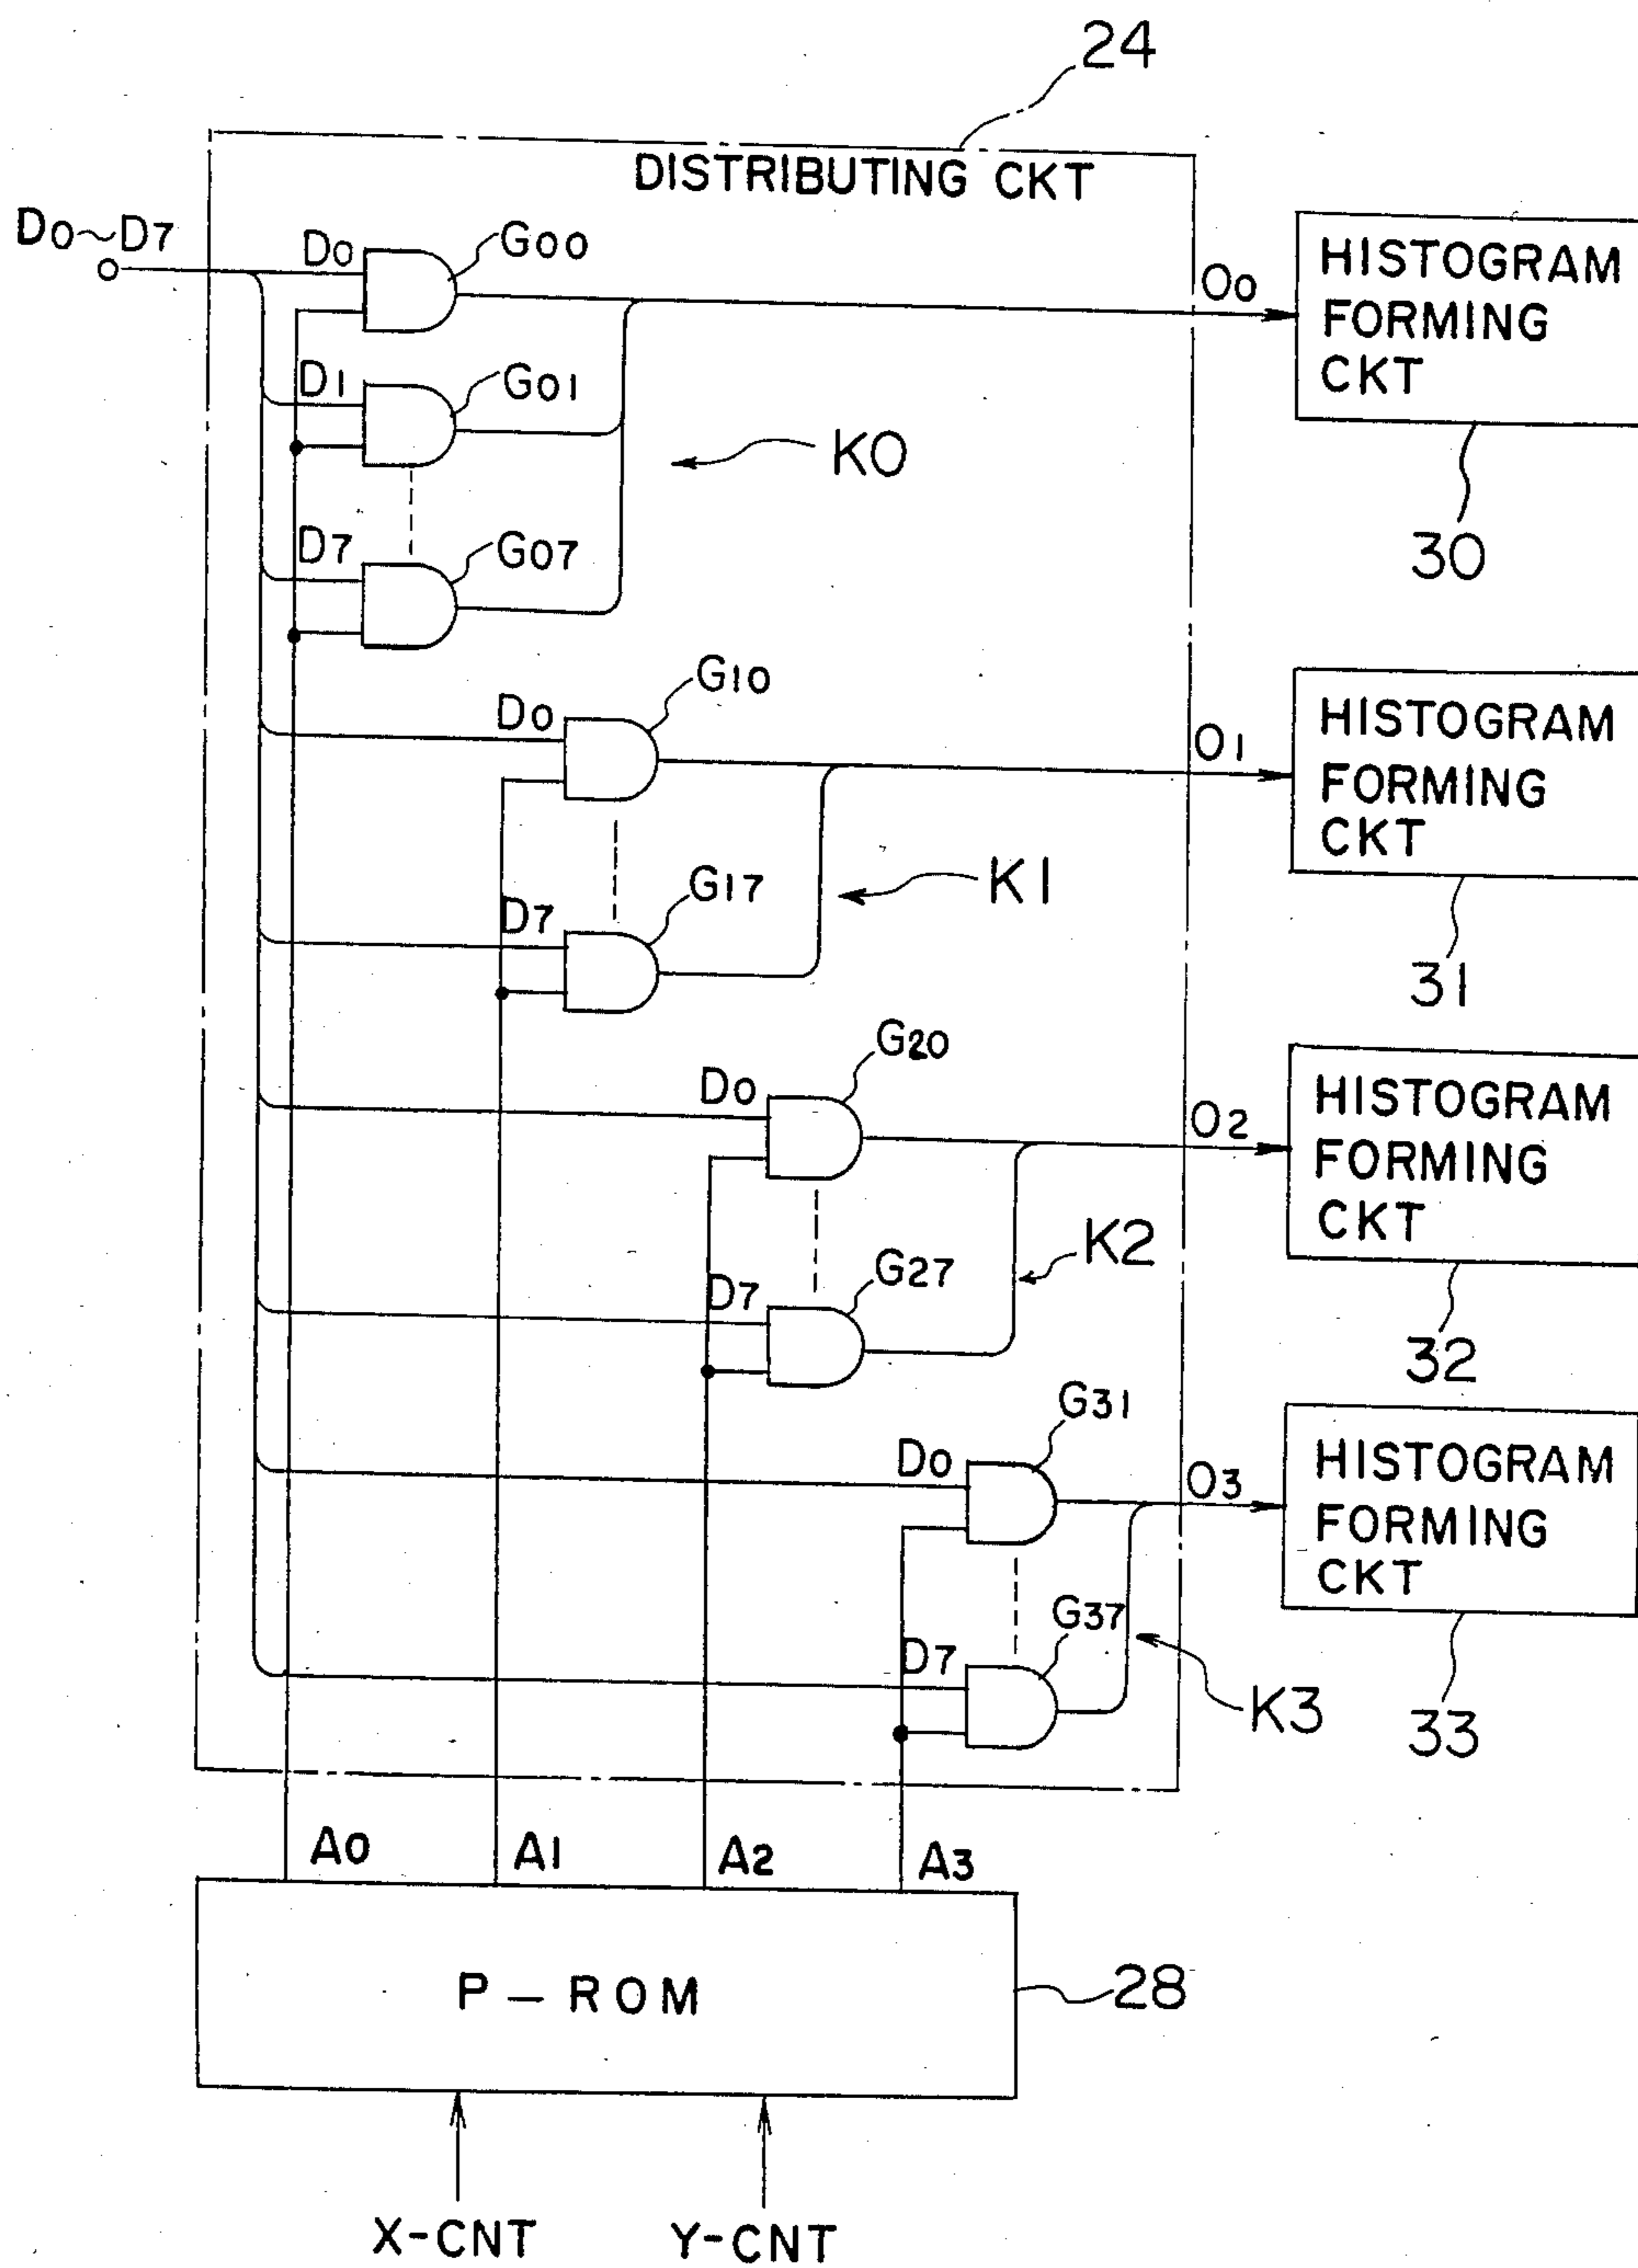 24
DISTRIBUTING CKT
D0~D7
D0
G00
O0
HISTOGRAM
FORMING
CKT
30
D1
G01
K0
D7
G07
D0
G10
O1
HISTOGRAM
FORMING
CKT
31
D7
G17
K1
D0
G20
O2
HISTOGRAM
FORMING
CKT
32
D7
G27
K2
D0
G31
O3
HISTOGRAM
FORMING
CKT
33
D7
G37
K3
A0
A1
A2
A3
P-ROM
28
X-CNT
Y-CNT